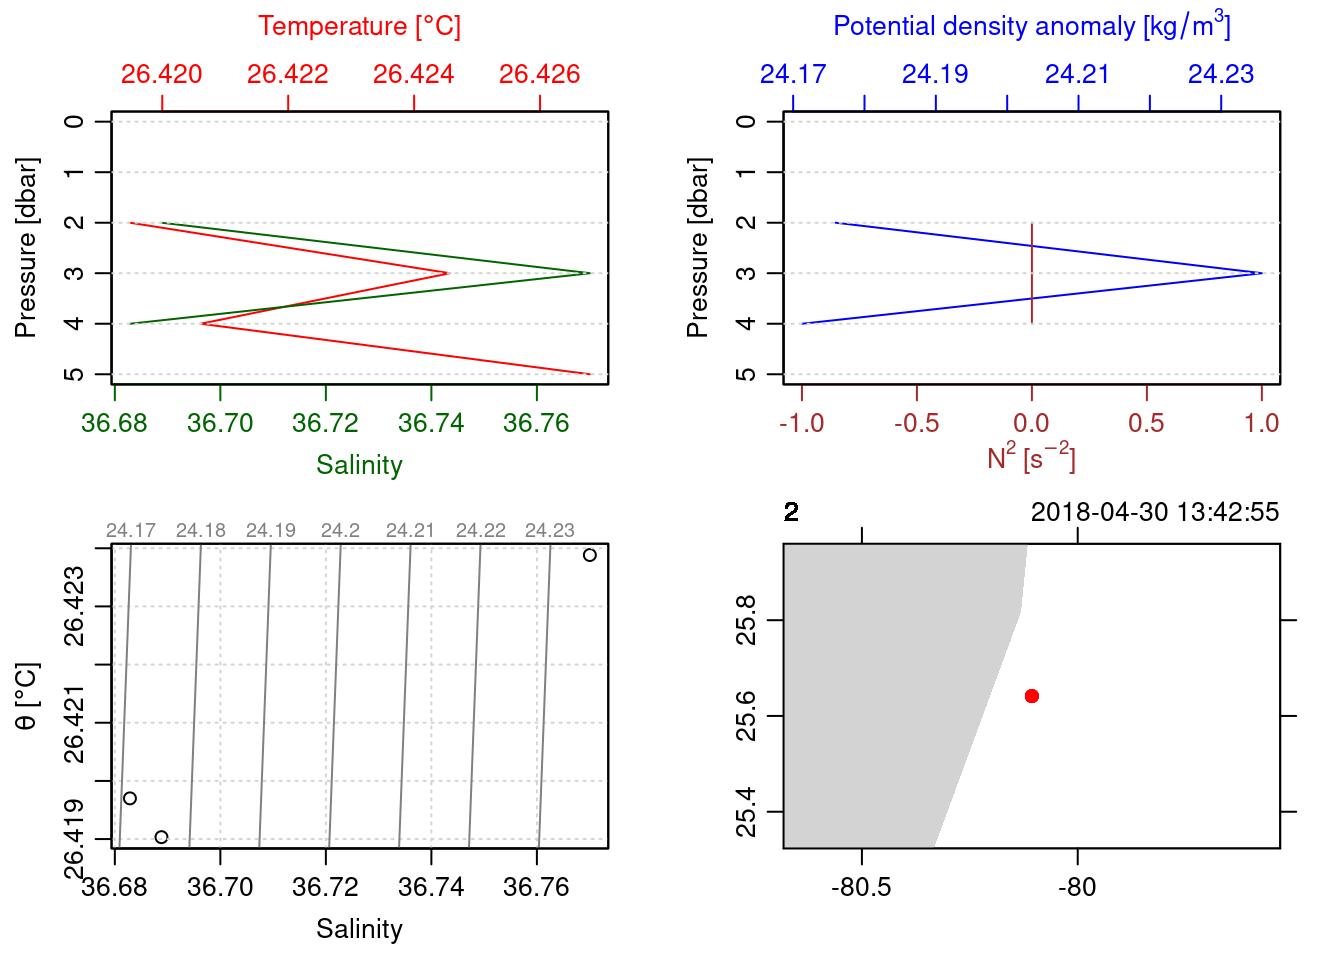 Temperature [°C]
26.420 26.422 26.424 26.426
0
1
2
3
4
5
Pressure [dbar]
36.68 36.70 36.72 36.74 36.76
Salinity
Potential density anomaly [kg/m³]
24.17 24.19 24.21 24.23
0
1
2
3
4
5
Pressure [dbar]
-1.0 -0.5 0.0 0.5 1.0
N² [s⁻²]
24.17 24.18 24.19 24.2 24.21 24.22 24.23
26.423
26.421
26.419
θ [°C]
36.68 36.70 36.72 36.74 36.76
Salinity
2 2018-04-30 13:42:55
25.8
25.6
25.4
-80.5 -80